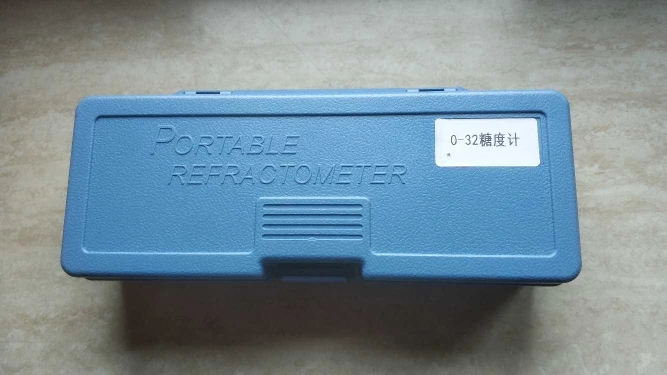 PORTABLE
REFRACTOMETER
0-32糖度计